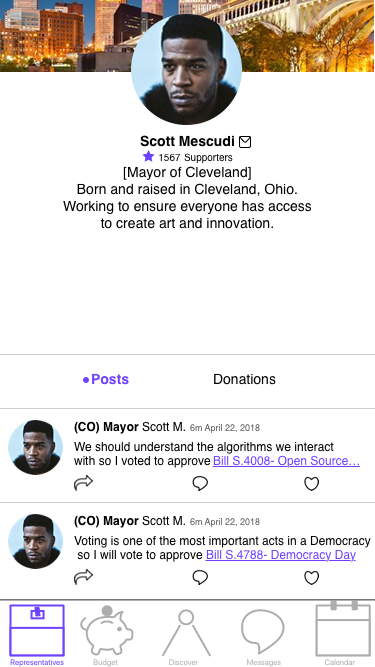 Scott Mescudi
1567 Supporters
[Mayor of Cleveland]
Born and raised in Cleveland, Ohio.
Working to ensure everyone has access
to create art and innovation.
•Posts
Donations
(CO) Mayor Scott M. 6m April 22, 2018
We should understand the algorithms we interact
with so I voted to approve Bill S.4008- Open Source…
(CO) Mayor Scott M. 6m April 22, 2018
Voting is one of the most important acts in a Democracy
so I will vote to approve Bill S.4788- Democracy Day
Representatives
Budget
Discover
Messages
Calendar